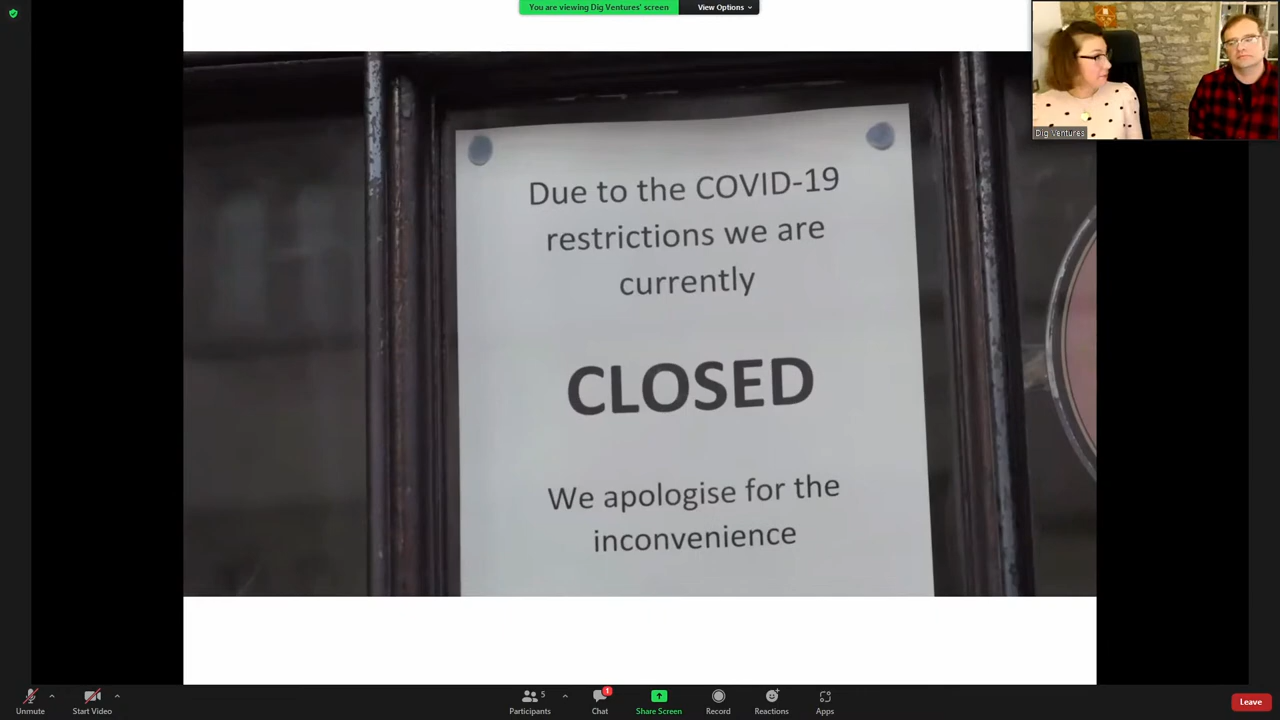 You are viewing Dig Ventures' screen
View Options
Dig Ventures
Due to the COVID-19
restrictions we are
currently
CLOSED
We apologise for the
inconvenience
Unmute
Start Video
5
Participants
1
Chat
Share Screen
Record
Reactions
Apps
Leave